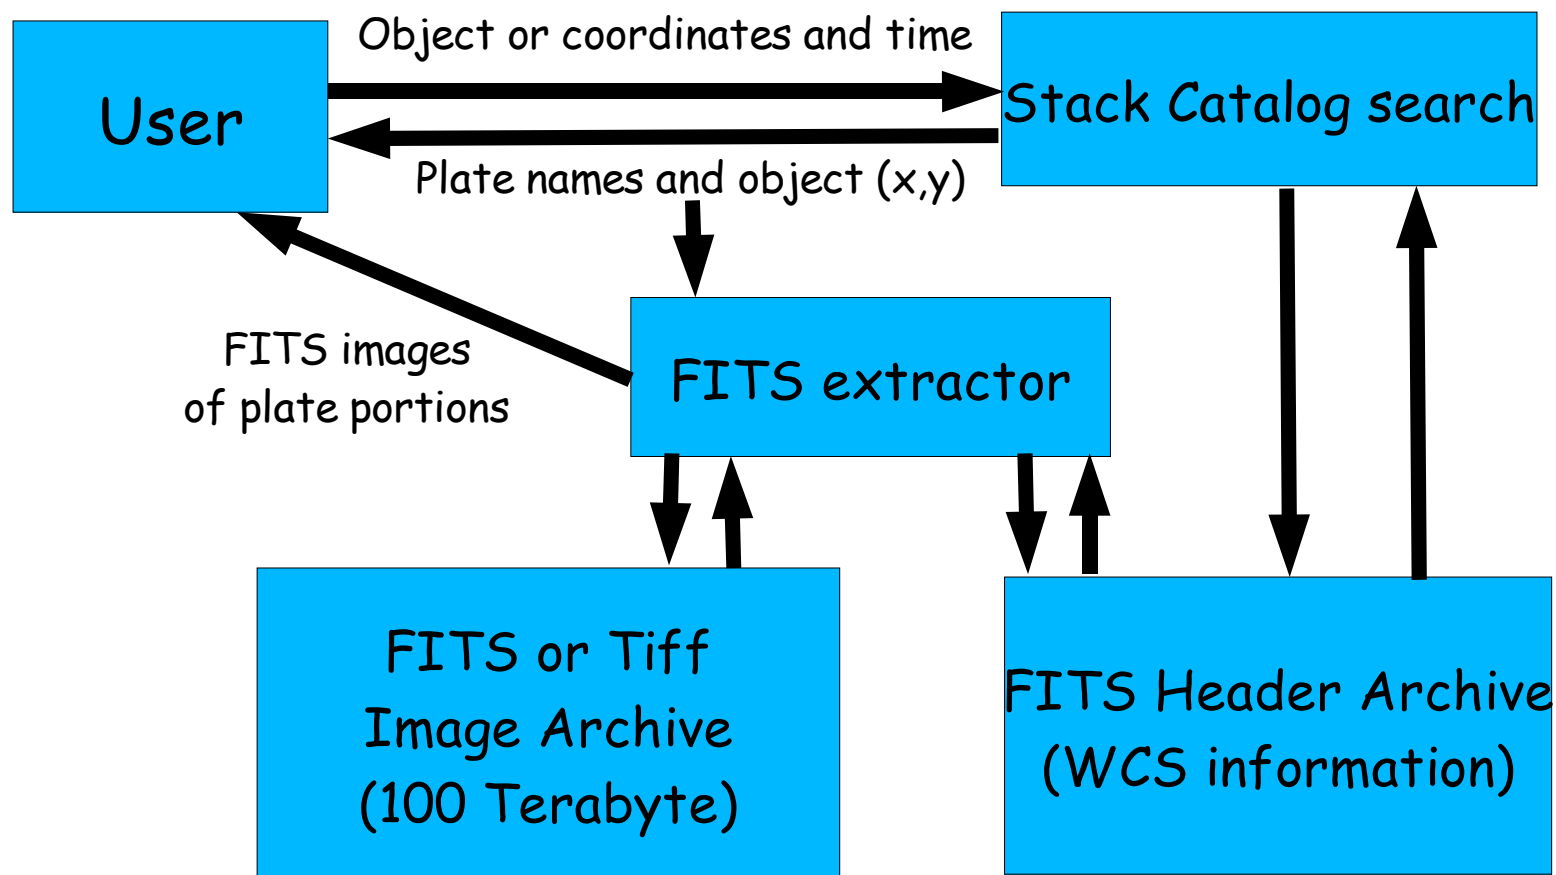 Object or coordinates and time
User
Stack Catalog search
Plate names and object (x,y)
FITS images
of plate portions
FITS extractor
FITS or Tiff
Image Archive
(100 Terabyte)
FITS Header Archive
(WCS information)